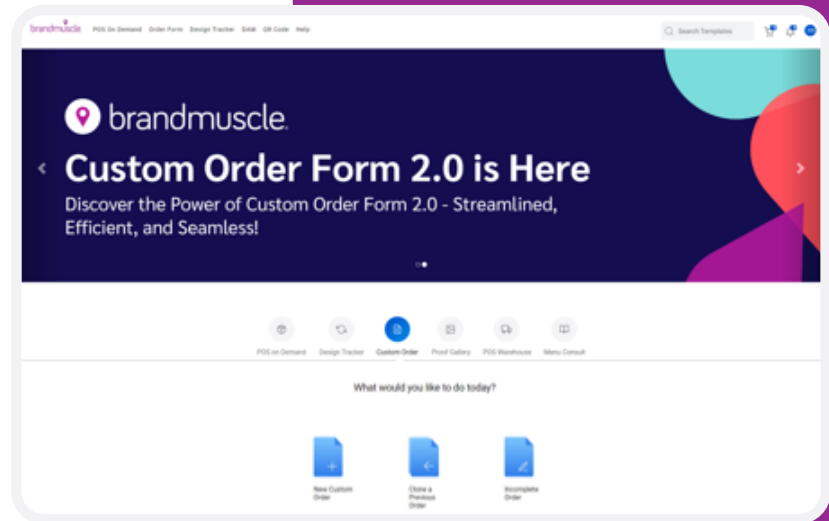 brandmuscle POS On Demand Order Form Design Tracker DAM QR Code Help Search Templates
brandmuscle
Custom Order Form 2.0 is Here
Discover the Power of Custom Order Form 2.0 - Streamlined,
Efficient, and Seamless!
POS on Demand Design Tracker Custom Order Proof Gallery POS Warehouse Menu Consult
What would you like to do today?
New Custom Clone a Incomplete
Order Previous Order
Order